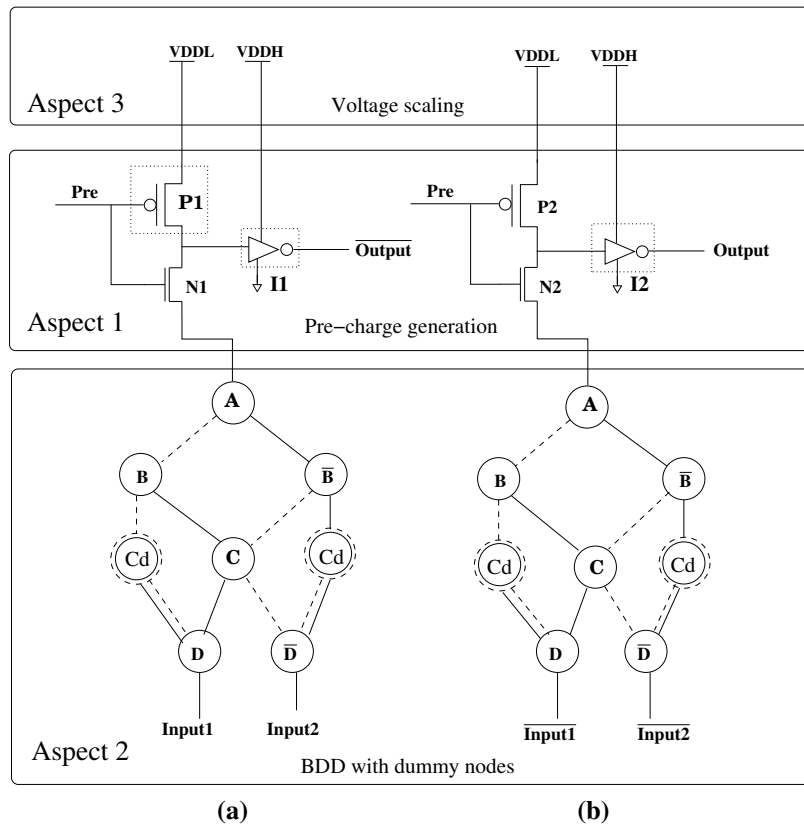 VDDL VDDH VDDL VDDH
Aspect 3
Voltage scaling
Pre P1 Pre P2
Output Output
N1 I1 N2 I2
Aspect 1
Pre-charge generation
A A
B B̅ B B̅
Cd C Cd Cd C Cd
D D̅ D D̅
Input1 Input2 Input1 Input2
Aspect 2
BDD with dummy nodes
(a) (b)